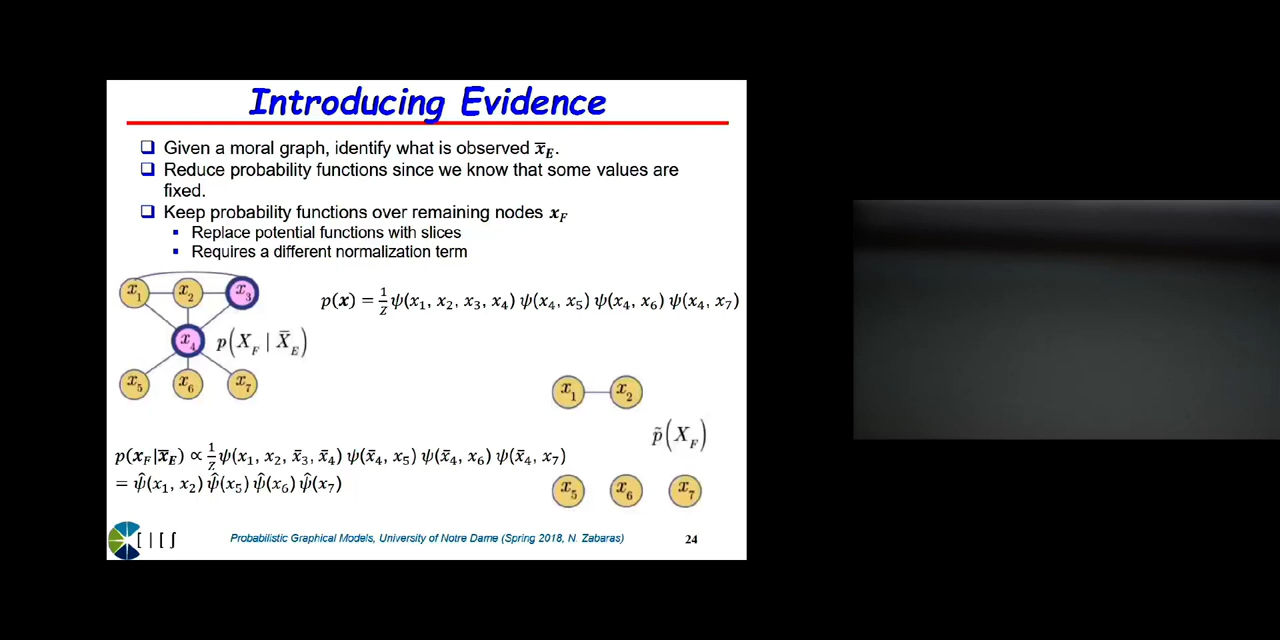 Introducing Evidence
❑ Given a moral graph, identify what is observed x̄_E.
❑ Reduce probability functions since we know that some values are
fixed.
❑ Keep probability functions over remaining nodes x_F
▪ Replace potential functions with slices
▪ Requires a different normalization term
x₁ x₂ x₃
p(x) = 1/Z ψ(x₁, x₂, x₃, x₄) ψ(x₄, x₅) ψ(x₄, x₆) ψ(x₄, x₇)
x₄ p(X_F | X̄_E)
x₅ x₆ x₇
x₁ x₂
p̃(X_F)
p(x_F|x̄_E) ∝ 1/Z ψ(x₁, x₂, x̄₃, x̄₄) ψ(x̄₄, x₅) ψ(x̄₄, x₆) ψ(x̄₄, x₇)
= ψ̂(x₁, x₂) ψ̂(x₅) ψ̂(x₆) ψ̂(x₇)
x₅ x₆ x₇
Probabilistic Graphical Models, University of Notre Dame (Spring 2018, N. Zabaras)
24